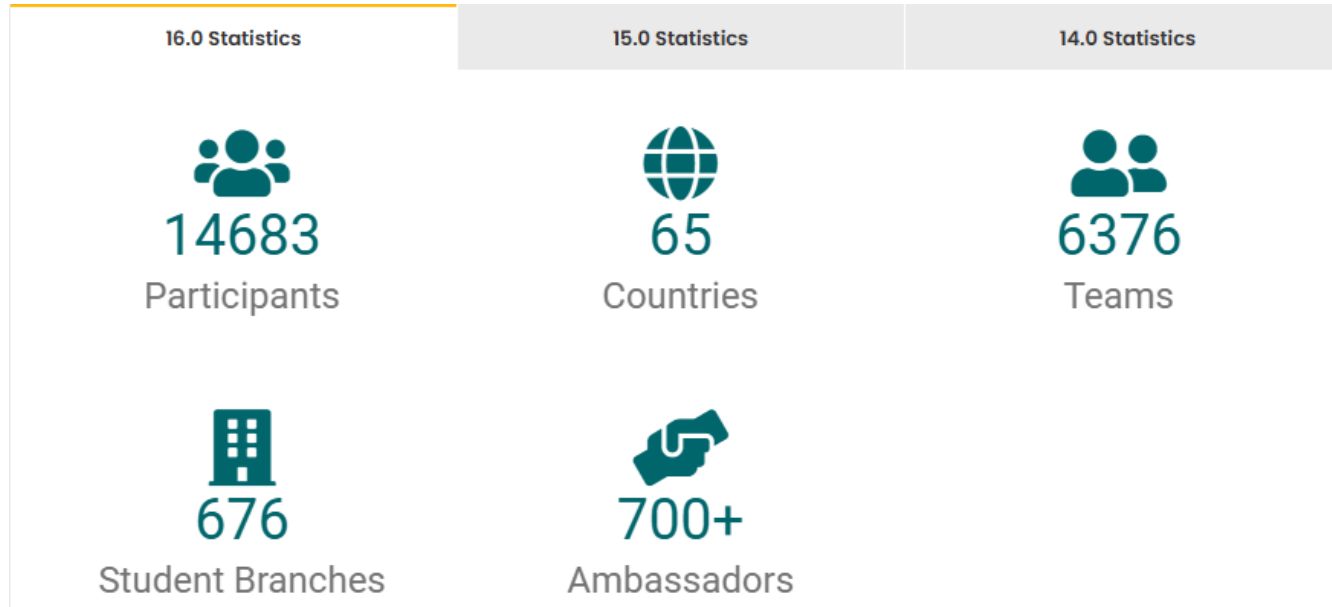 16.0 Statistics
15.0 Statistics
14.0 Statistics
14683
Participants
65
Countries
6376
Teams
676
Student Branches
700+
Ambassadors